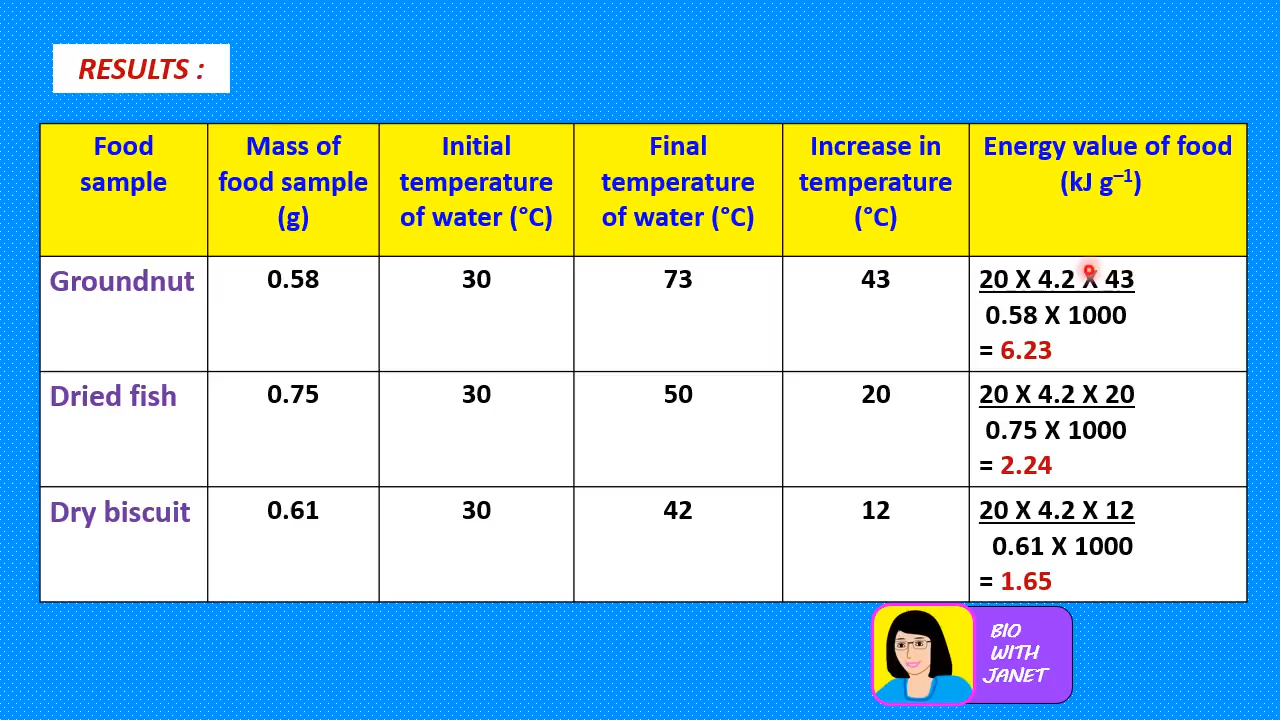 RESULTS :
Food sample
Mass of food sample (g)
Initial temperature of water (°C)
Final temperature of water (°C)
Increase in temperature (°C)
Energy value of food (kJ g⁻¹)
Groundnut
0.58
30
73
43
20 X 4.2 X 43
0.58 X 1000
= 6.23
Dried fish
0.75
30
50
20
20 X 4.2 X 20
0.75 X 1000
= 2.24
Dry biscuit
0.61
30
42
12
20 X 4.2 X 12
0.61 X 1000
= 1.65
BIO
WITH
JANET